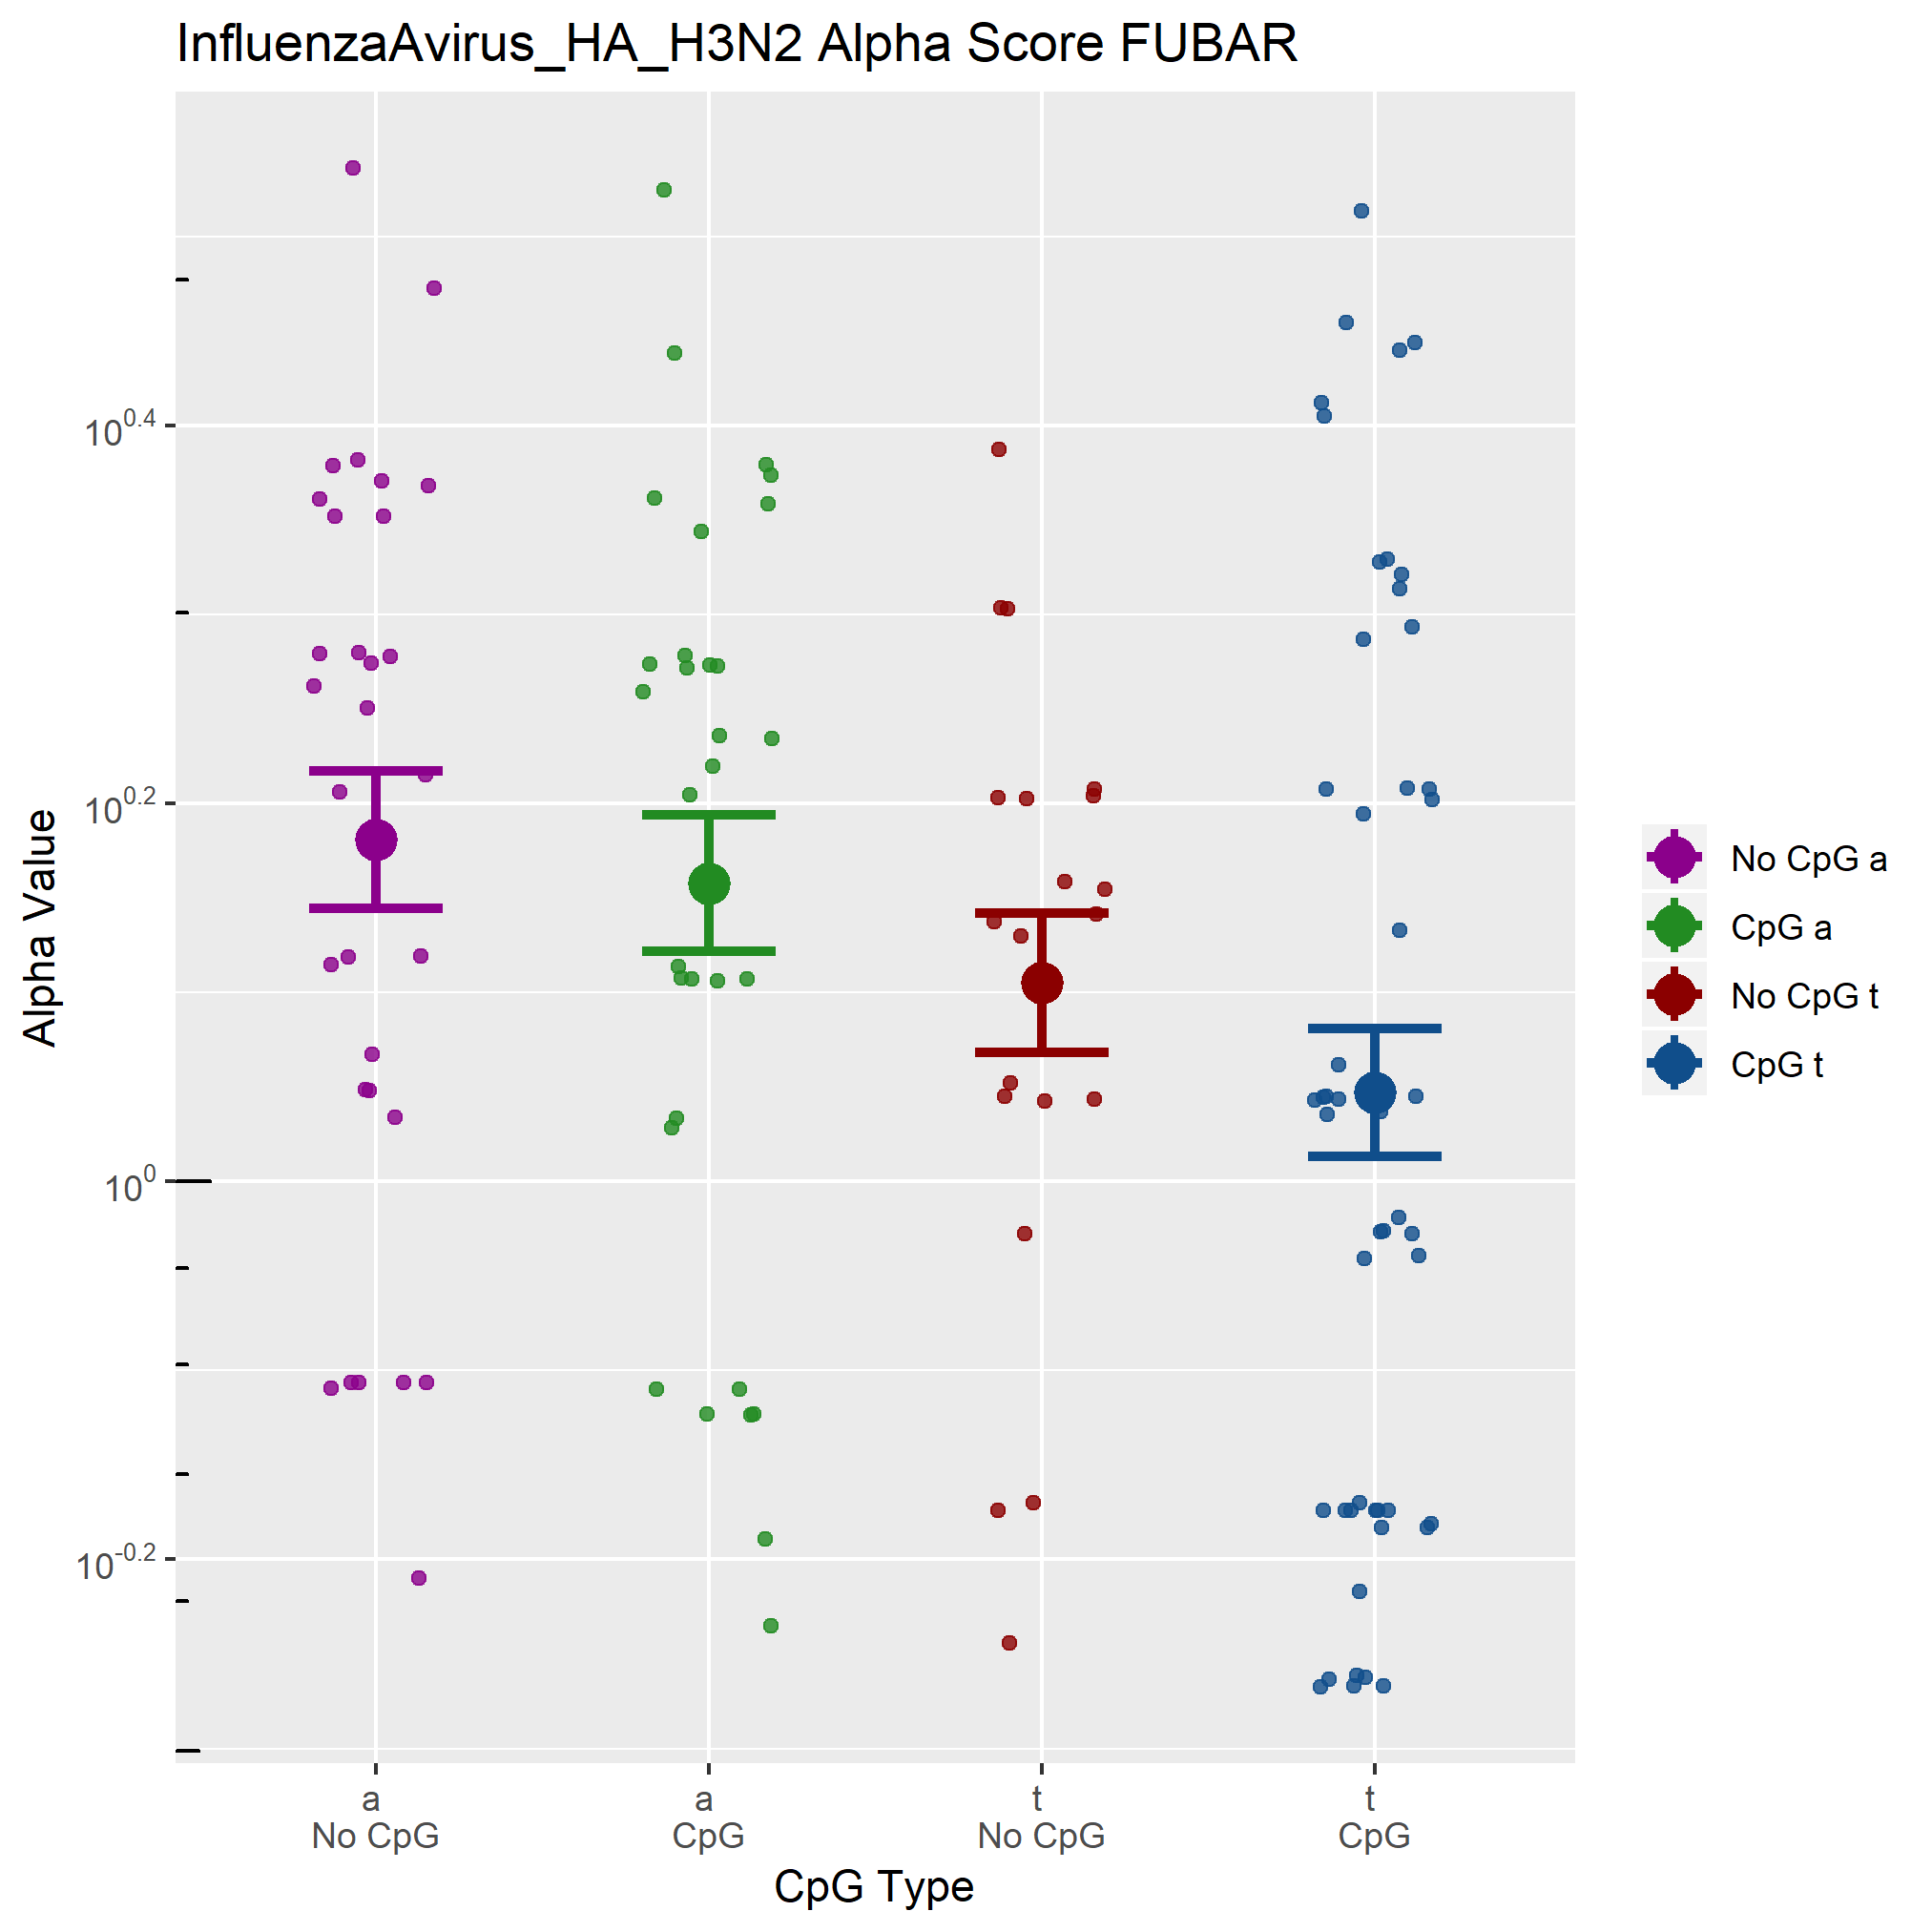 InfluenzaAvirus_HA_H3N2 Alpha Score FUBAR
Alpha Value
10^0.4
10^0.2
10^0
10^-0.2
a
No CpG
a
CpG
t
No CpG
t
CpG
CpG Type
No CpG a
CpG a
No CpG t
CpG t